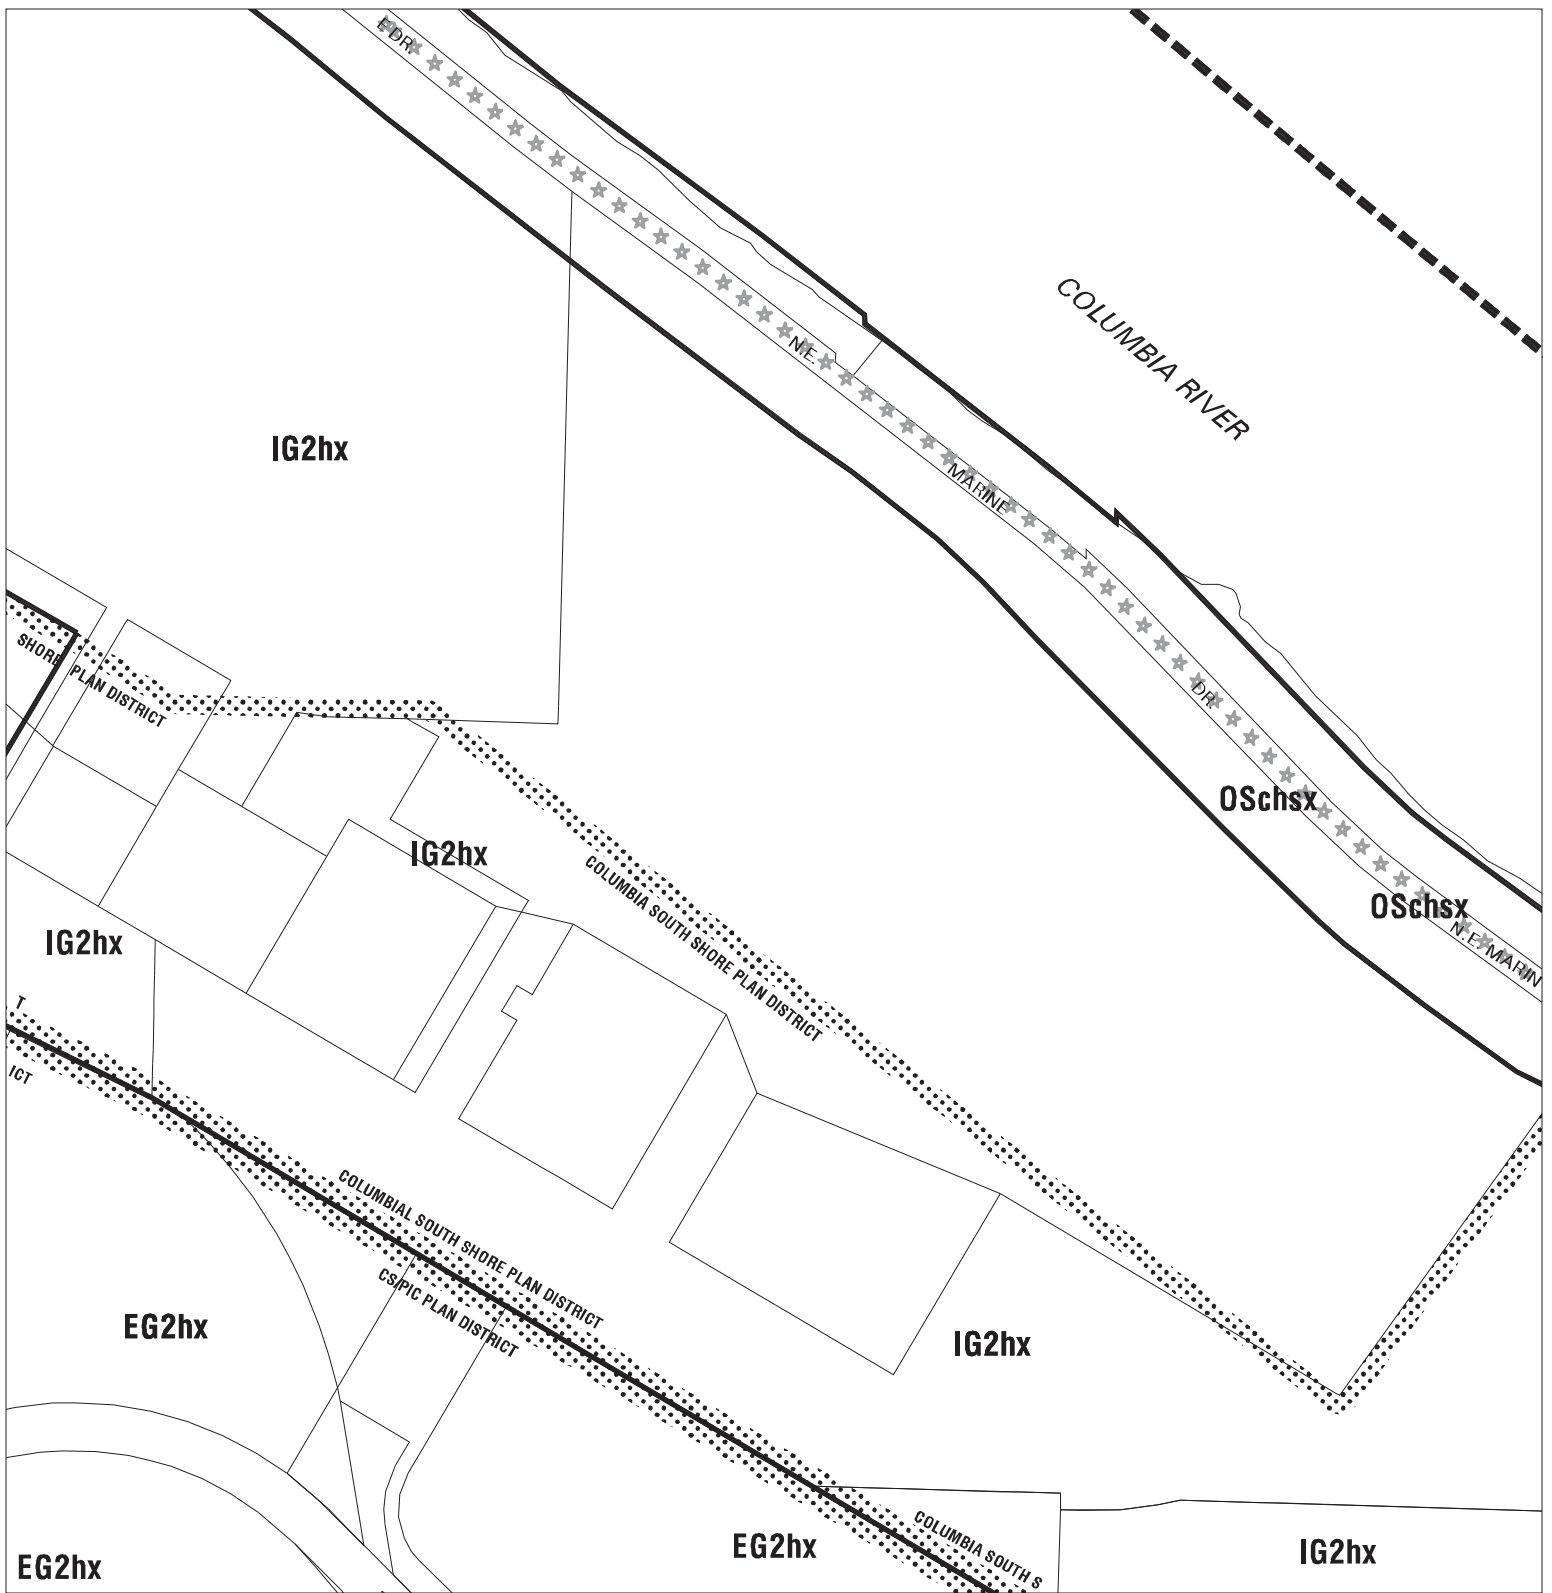 E DR.
COLUMBIA RIVER
N.E.
IG2hx
MARINE
SHORE PLAN DISTRICT
DR.
OSchsx
IG2hx
COLUMBIA SOUTH SHORE PLAN DISTRICT
OSchsx
IG2hx
N.E. MARIN
T
ICT
COLUMBIAL SOUTH SHORE PLAN DISTRICT
CS/PIC PLAN DISTRICT
EG2hx
IG2hx
COLUMBIA SOUTH S
EG2hx
IG2hx
EG2hx